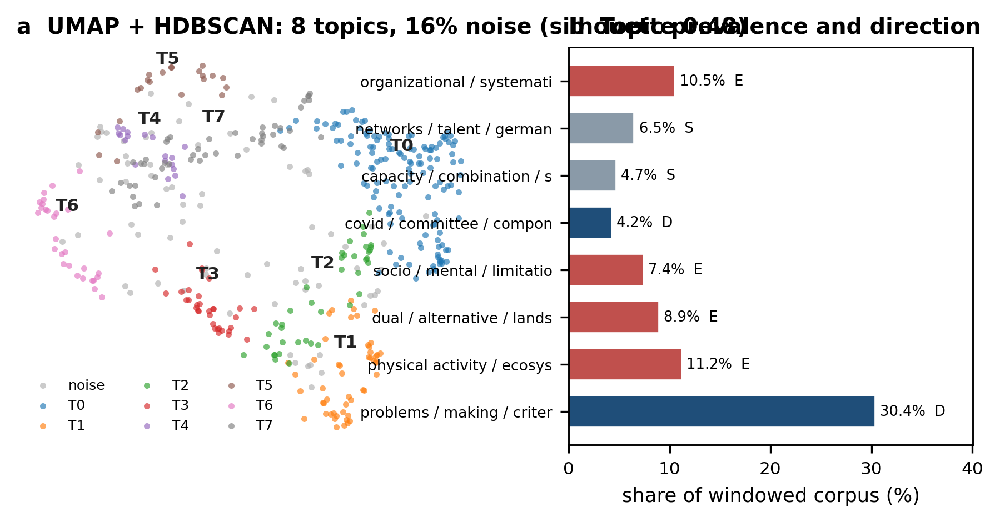 a  UMAP + HDBSCAN: 8 topics, 16% noise (silhouette 0.48)
b  Topic prevalence and direction
T5
T4
T7
T0
T6
T2
T3
T1
noise
T0
T1
T2
T3
T4
T5
T6
T7
organizational / systemati
10.5%  E
networks / talent / german
6.5%  S
capacity / combination / s
4.7%  S
covid / committee / compon
4.2%  D
socio / mental / limitatio
7.4%  E
dual / alternative / lands
8.9%  E
physical activity / ecosys
11.2%  E
problems / making / criter
30.4%  D
0
10
20
30
40
share of windowed corpus (%)